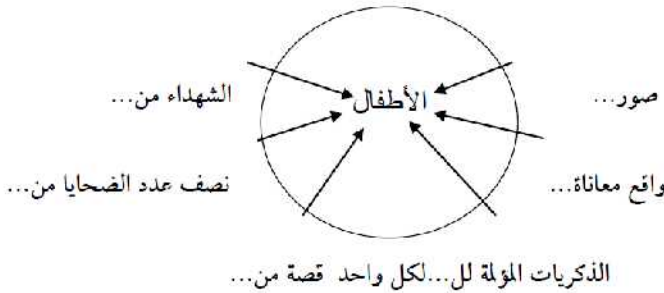 الأطفال
صور...
الشهداء من...
واقع معاناة...
نصف عدد الضحايا من...
الذكريات المؤلمة لل...لكل واحد قصة من...